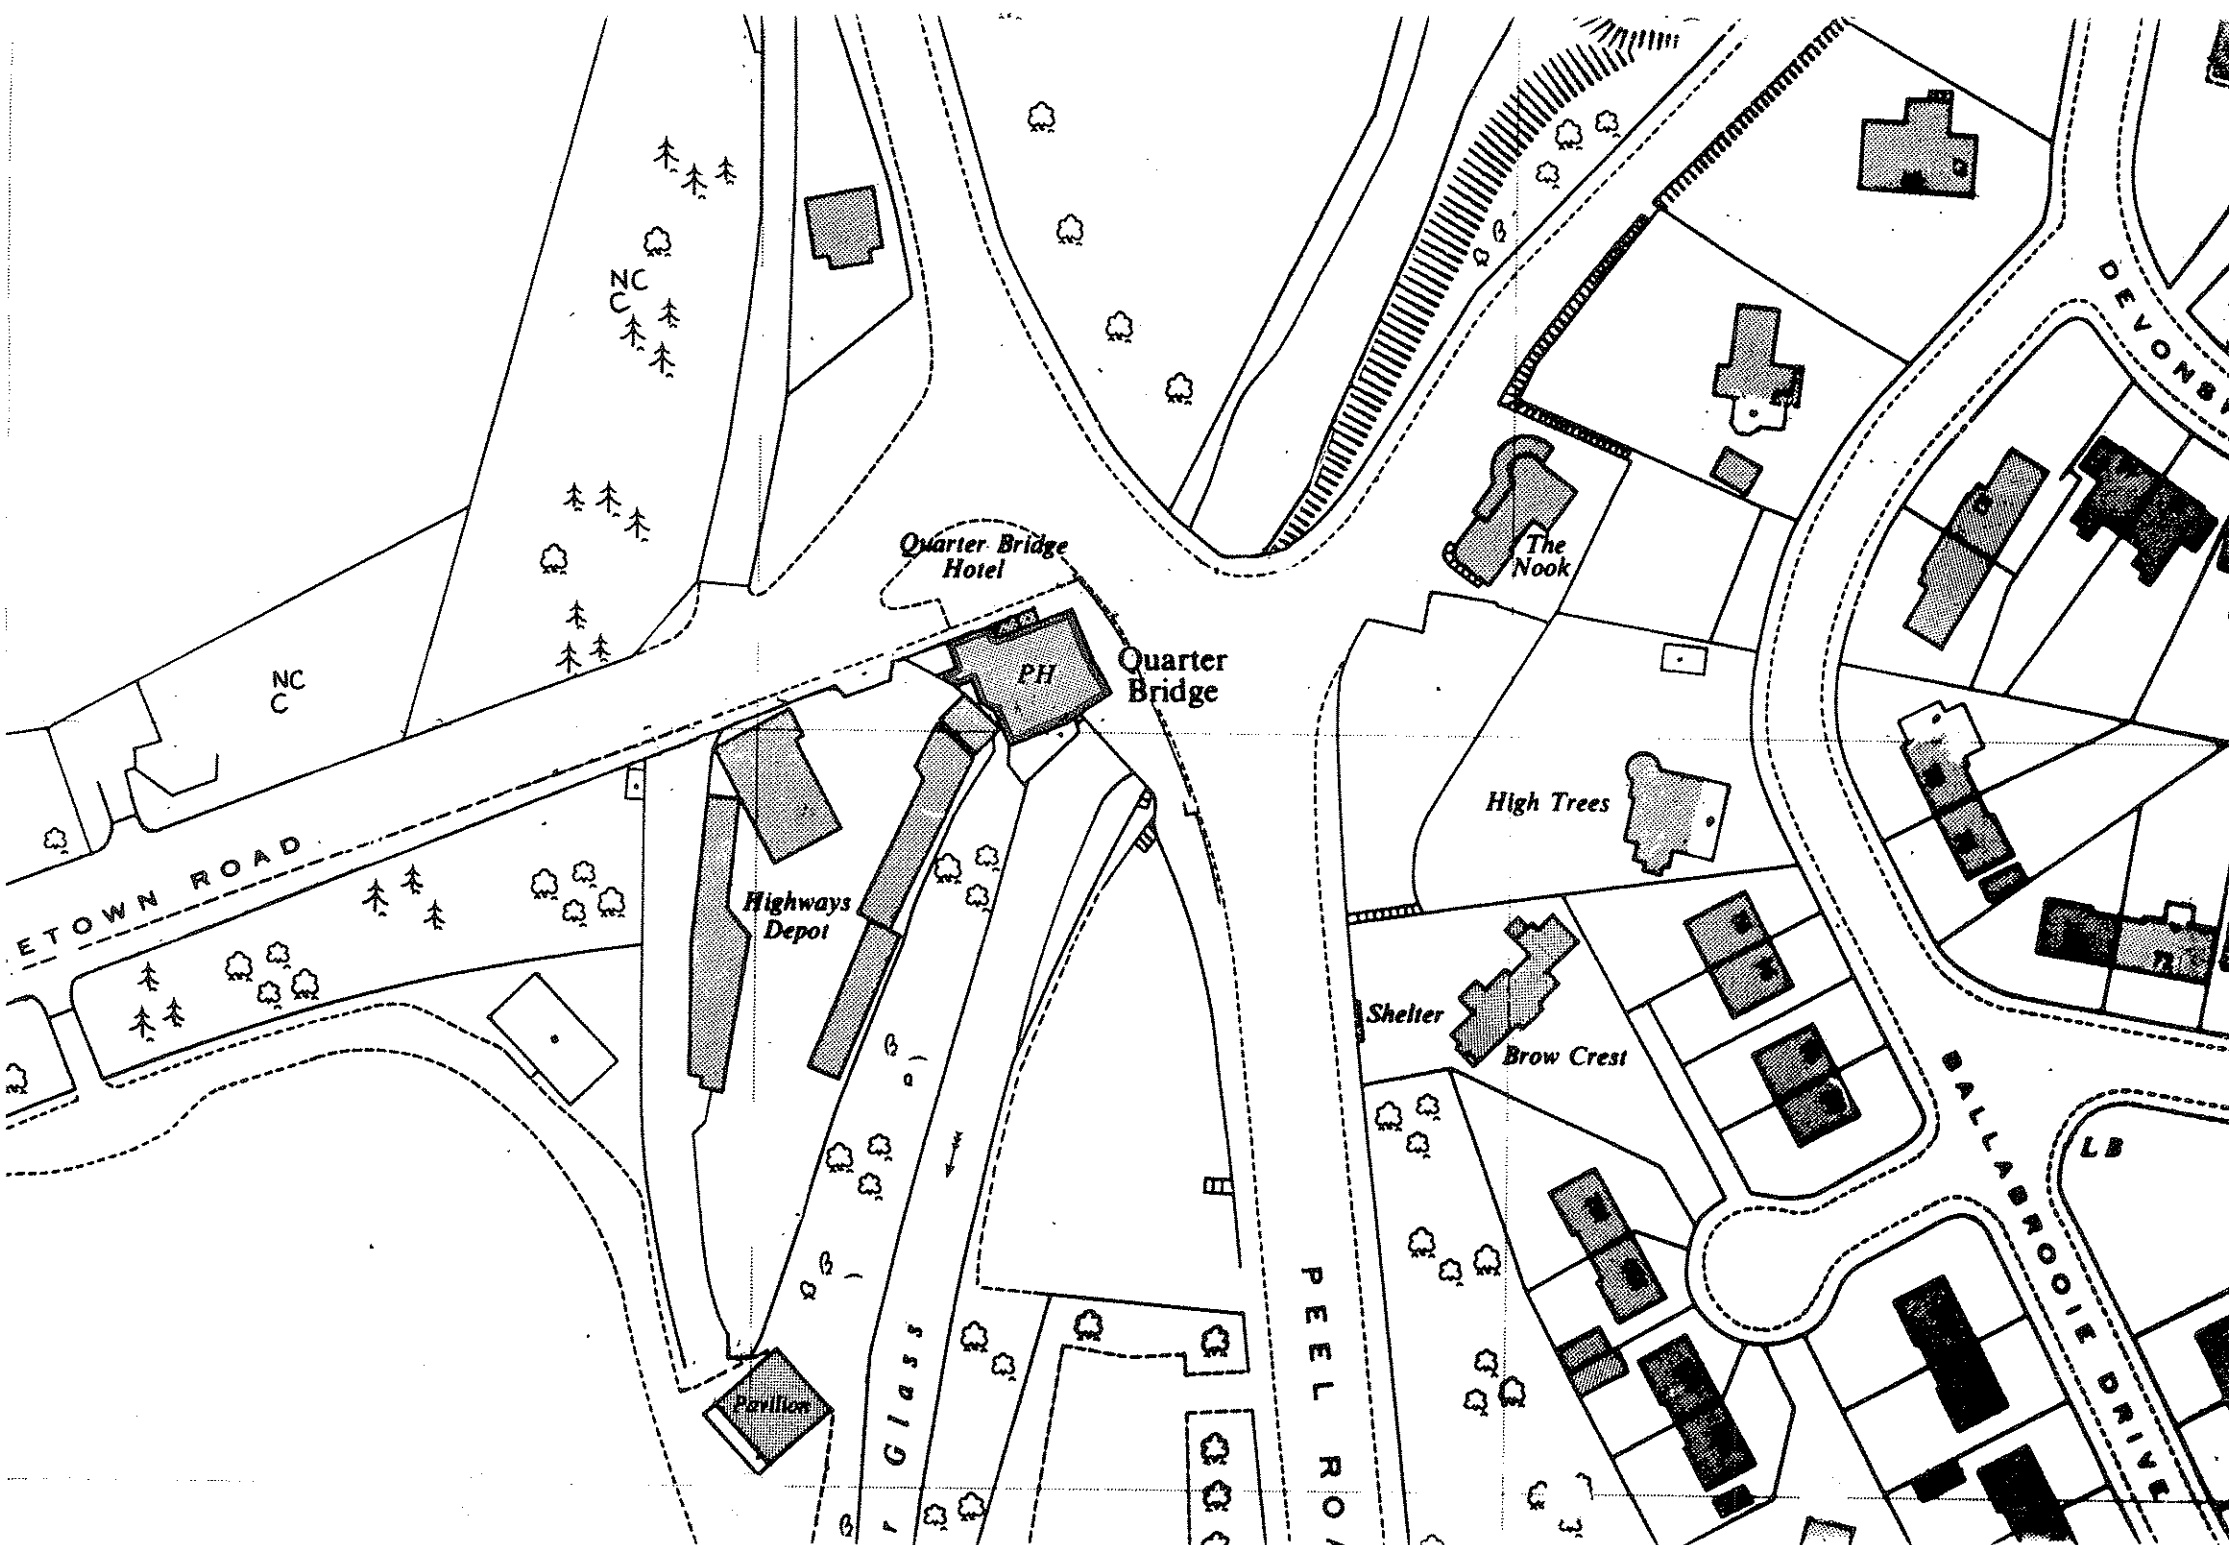 NC
C
NC
C
Quarter Bridge
Hotel
PH
Quarter
Bridge
The
Nook
DEVONS
High Trees
ETOWN ROAD
Highways
Depot
Shelter
Brow Crest
BALLABROOIE DRIVE
L B
72
PEEL ROA
r Glass
Pavilion